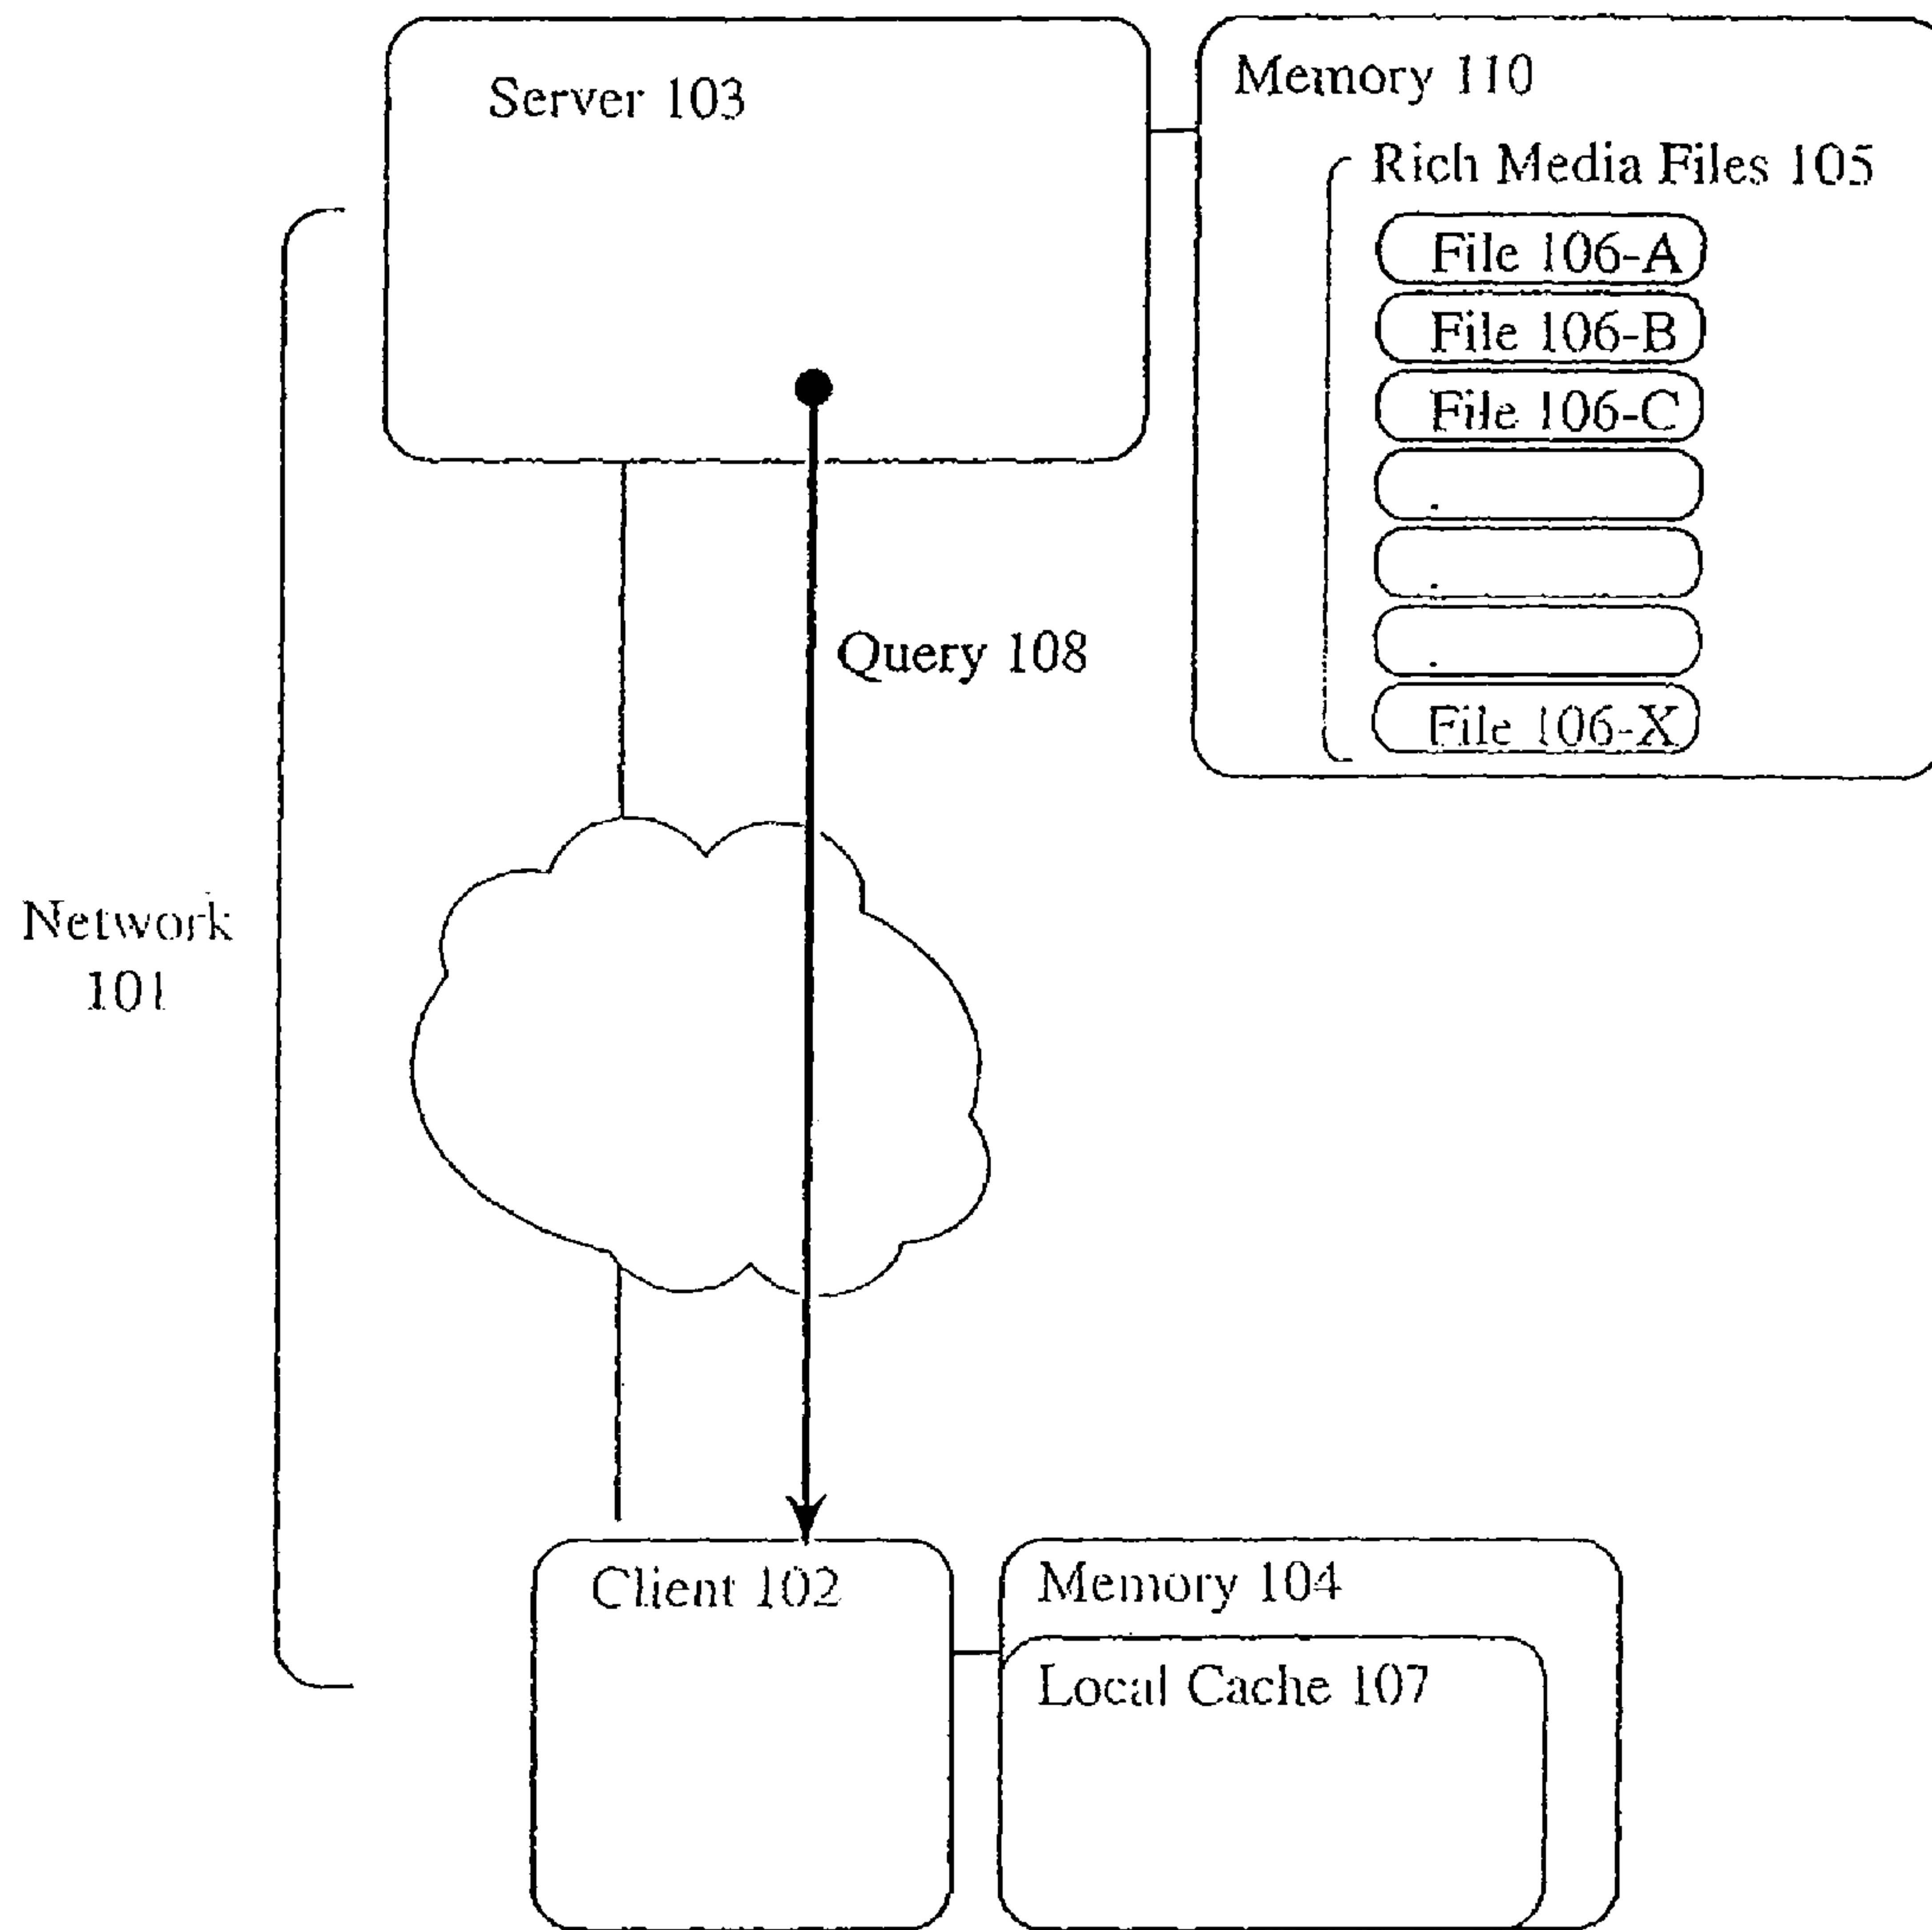 Server 103
Memory 110
Rich Media Files 105
File 106-A
File 106-B
File 106-C
.
.
.
File 106-X
Query 108
Network
101
Client 102
Memory 104
Local Cache 107